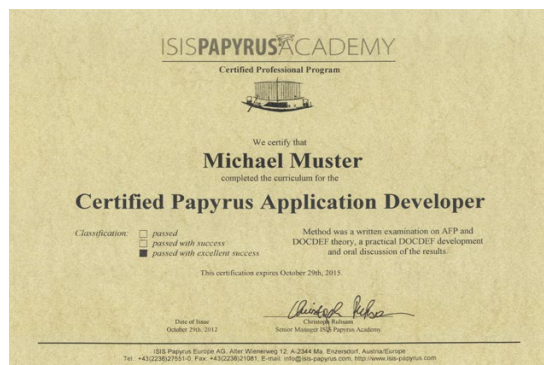 ISISPAPYRUS ACADEMY
Certified Professional Program
We certify that
Michael Muster
completed the curriculum for the
Certified Papyrus Application Developer
Classification: passed
passed with success
passed with excellent success
Method was a written examination on AFP and
DOCDEF theory, a practical DOCDEF development
and oral discussion of the results.
This certification expires October 29th, 2015.
Date of Issue
October 29th, 2012
Christoph Ruhsam
Senior Manager ISIS Papyrus Academy
ISIS Papyrus Europe AG, Alter Wienerweg 12, A-2344 Ma. Enzersdorf, Austria/Europe
Tel. +43(2236)27551-0, Fax: +43(2236)21081, E-mail: info@isis-papyrus.com, http://www.isis-papyrus.com